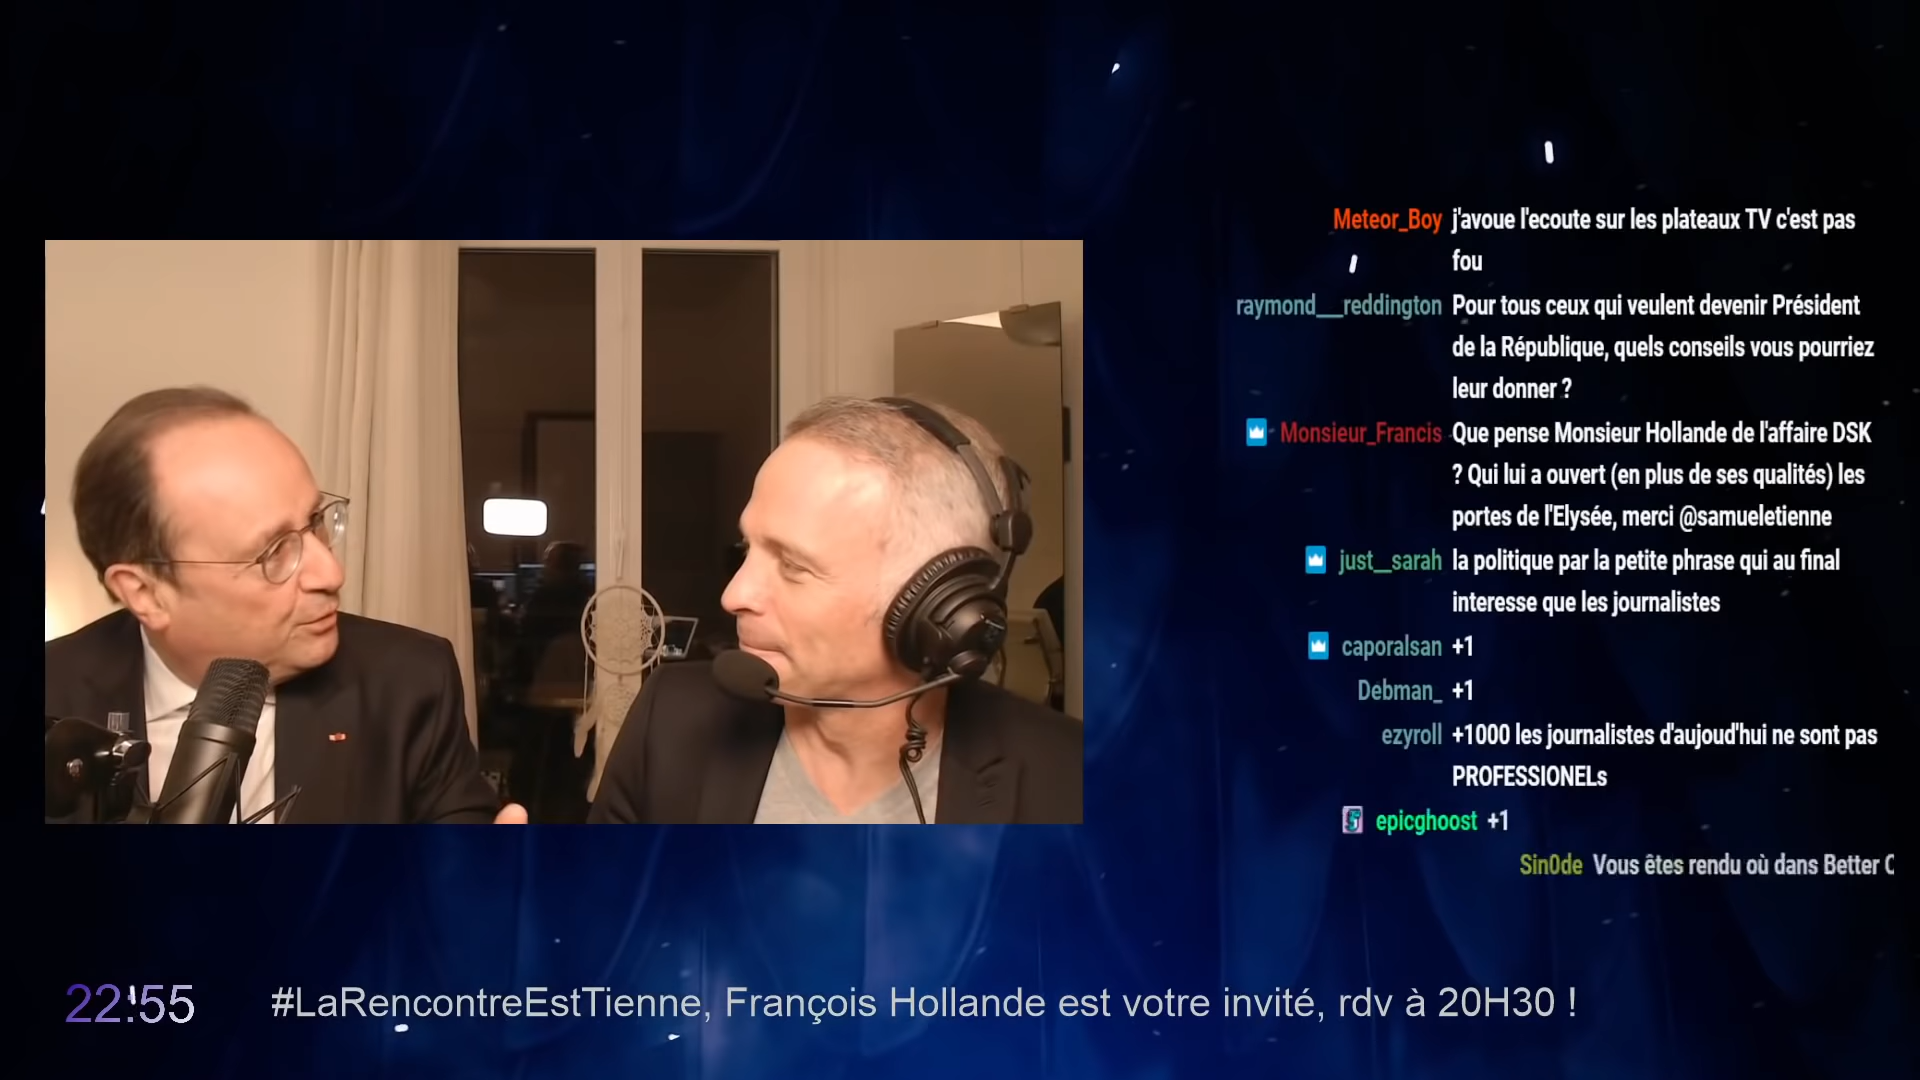 Meteor_Boy j'avoue l'ecoute sur les plateaux TV c'est pas
fou
raymond__reddington Pour tous ceux qui veulent devenir Président
de la République, quels conseils vous pourriez
leur donner ?
Monsieur_Francis Que pense Monsieur Hollande de l'affaire DSK
? Qui lui a ouvert (en plus de ses qualités) les
portes de l'Elysée, merci @samueletienne
just__sarah la politique par la petite phrase qui au final
interesse que les journalistes
caporalsan +1
Debman_ +1
ezyroll +1000 les journalistes d'aujoud'hui ne sont pas
PROFESSIONELs
epicghoost +1
Sin0de Vous êtes rendu où dans Better C
22:55 #LaRencontreEstTienne, François Hollande est votre invité, rdv à 20H30 !